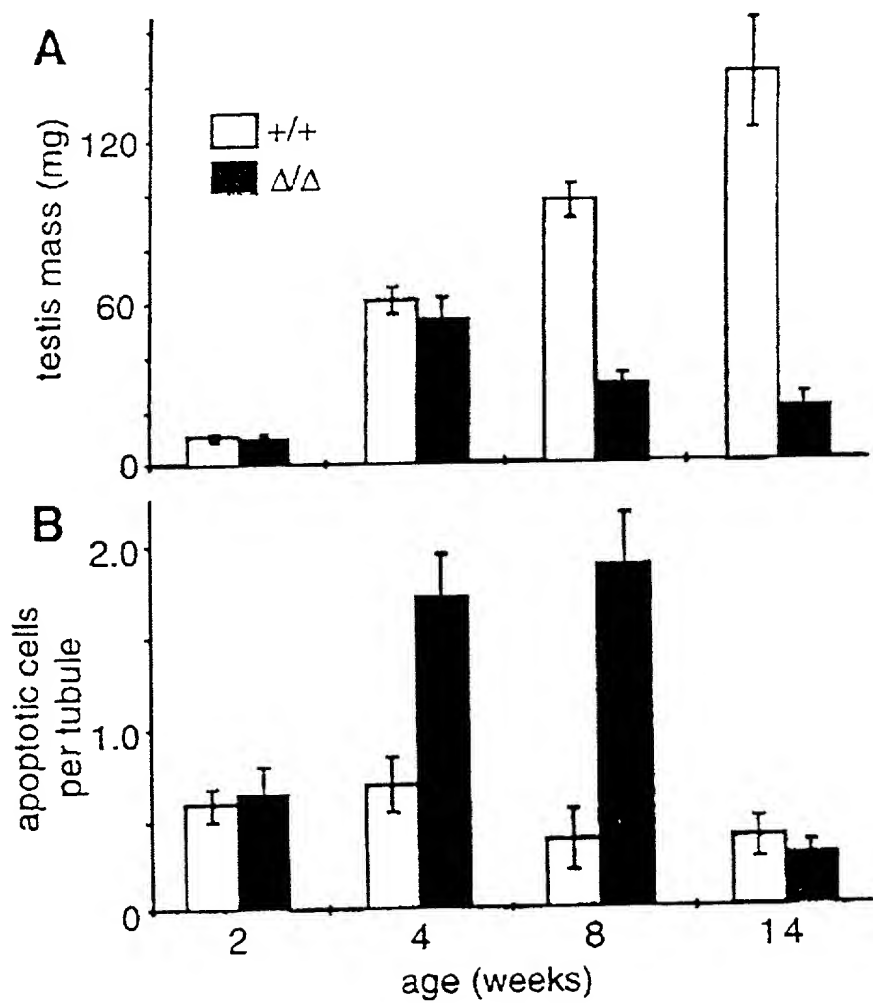 A
testis mass (mg)
120
60
0
+/+
Δ/Δ
B
apoptotic cells
per tubule
2.0
1.0
0
2 4 8 14
age (weeks)